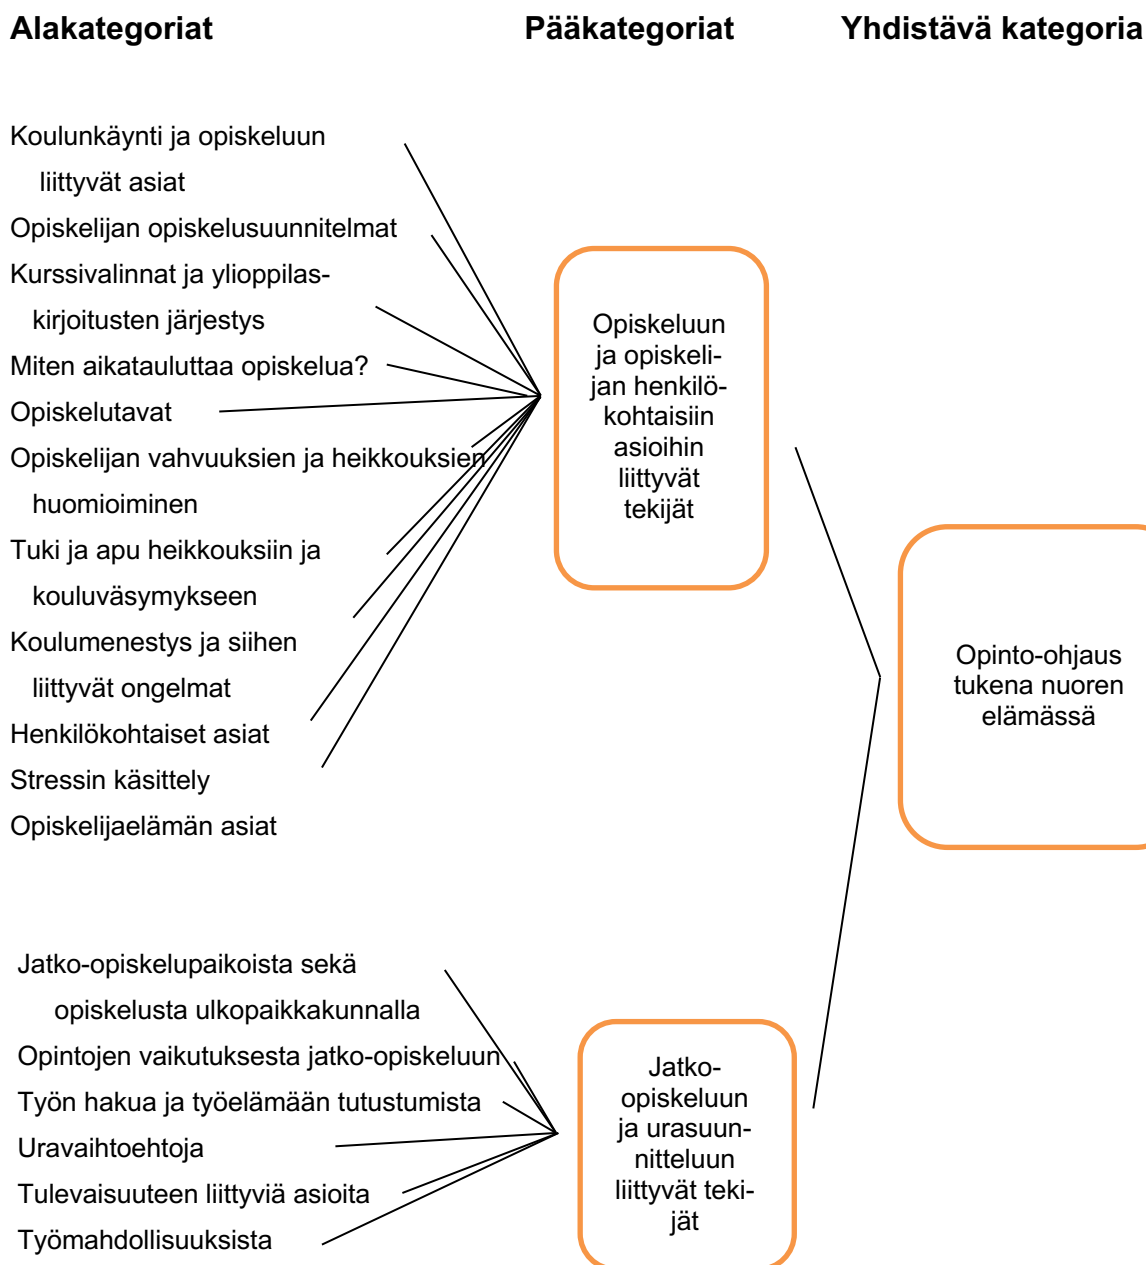 Alakategoriat Pääkategoriat Yhdistävä kategoria
Koulunkäynti ja opiskeluun
liittyvät asiat
Opiskelijan opiskelusuunnitelmat
Kurssivalinnat ja ylioppilas-
kirjoitusten järjestys
Miten aikatauluttaa opiskelua?
Opiskelutavat
Opiskelijan vahvuuksien ja heikkouksien
huomioiminen
Tuki ja apu heikkouksiin ja
kouluväsymykseen
Koulumenestys ja siihen
liittyvät ongelmat
Henkilökohtaiset asiat
Stressin käsittely
Opiskelijaelämän asiat
Opiskeluun
ja opiskeli-
jan henkilö-
kohtaisiin
asioihin
liittyvät
tekijät
Opinto-ohjaus
tukena nuoren
elämässä
Jatko-opiskelupaikoista sekä
opiskelusta ulkopaikkakunnalla
Opintojen vaikutuksesta jatko-opiskeluun
Työn hakua ja työelämään tutustumista
Uravaihtoehtoja
Tulevaisuuteen liittyviä asioita
Työmahdollisuuksista
Jatko-
opiskeluun
ja urasuun-
nitteluun
liittyvät teki-
jät